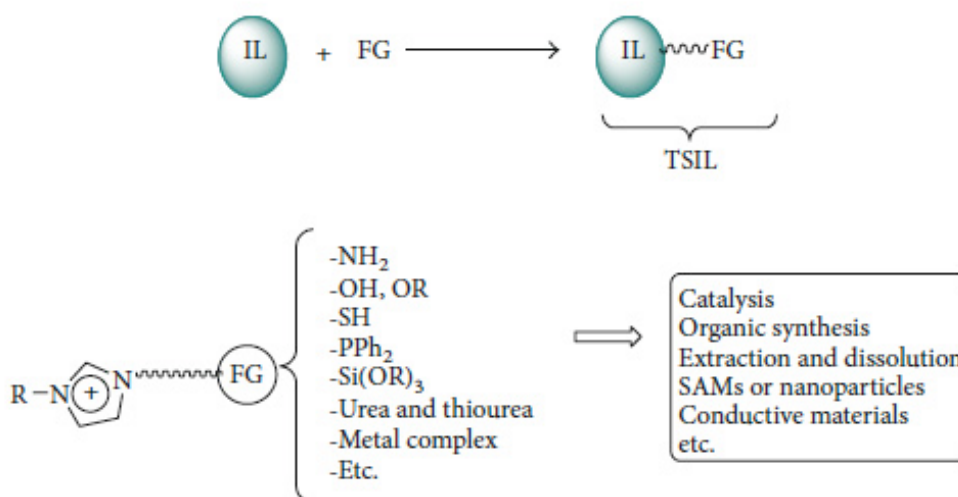 IL + FG IL FG
TSIL
-NH₂
-OH, OR
-SH
-PPh₂
-Si(OR)₃
-Urea and thiourea
-Metal complex
-Etc.
R–N + N FG
Catalysis
Organic synthesis
Extraction and dissolution
SAMs or nanoparticles
Conductive materials
etc.